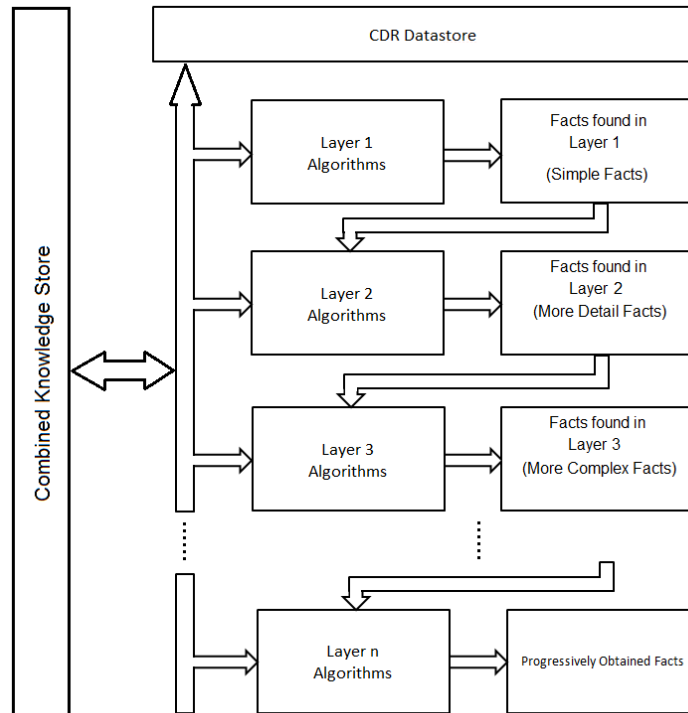 CDR Datastore
Combined Knowledge Store
Layer 1
Algorithms
Facts found in
Layer 1
(Simple Facts)
Layer 2
Algorithms
Facts found in
Layer 2
(More Detail Facts)
Layer 3
Algorithms
Facts found in
Layer 3
(More Complex Facts)
Layer n
Algorithms
Progressively Obtained Facts